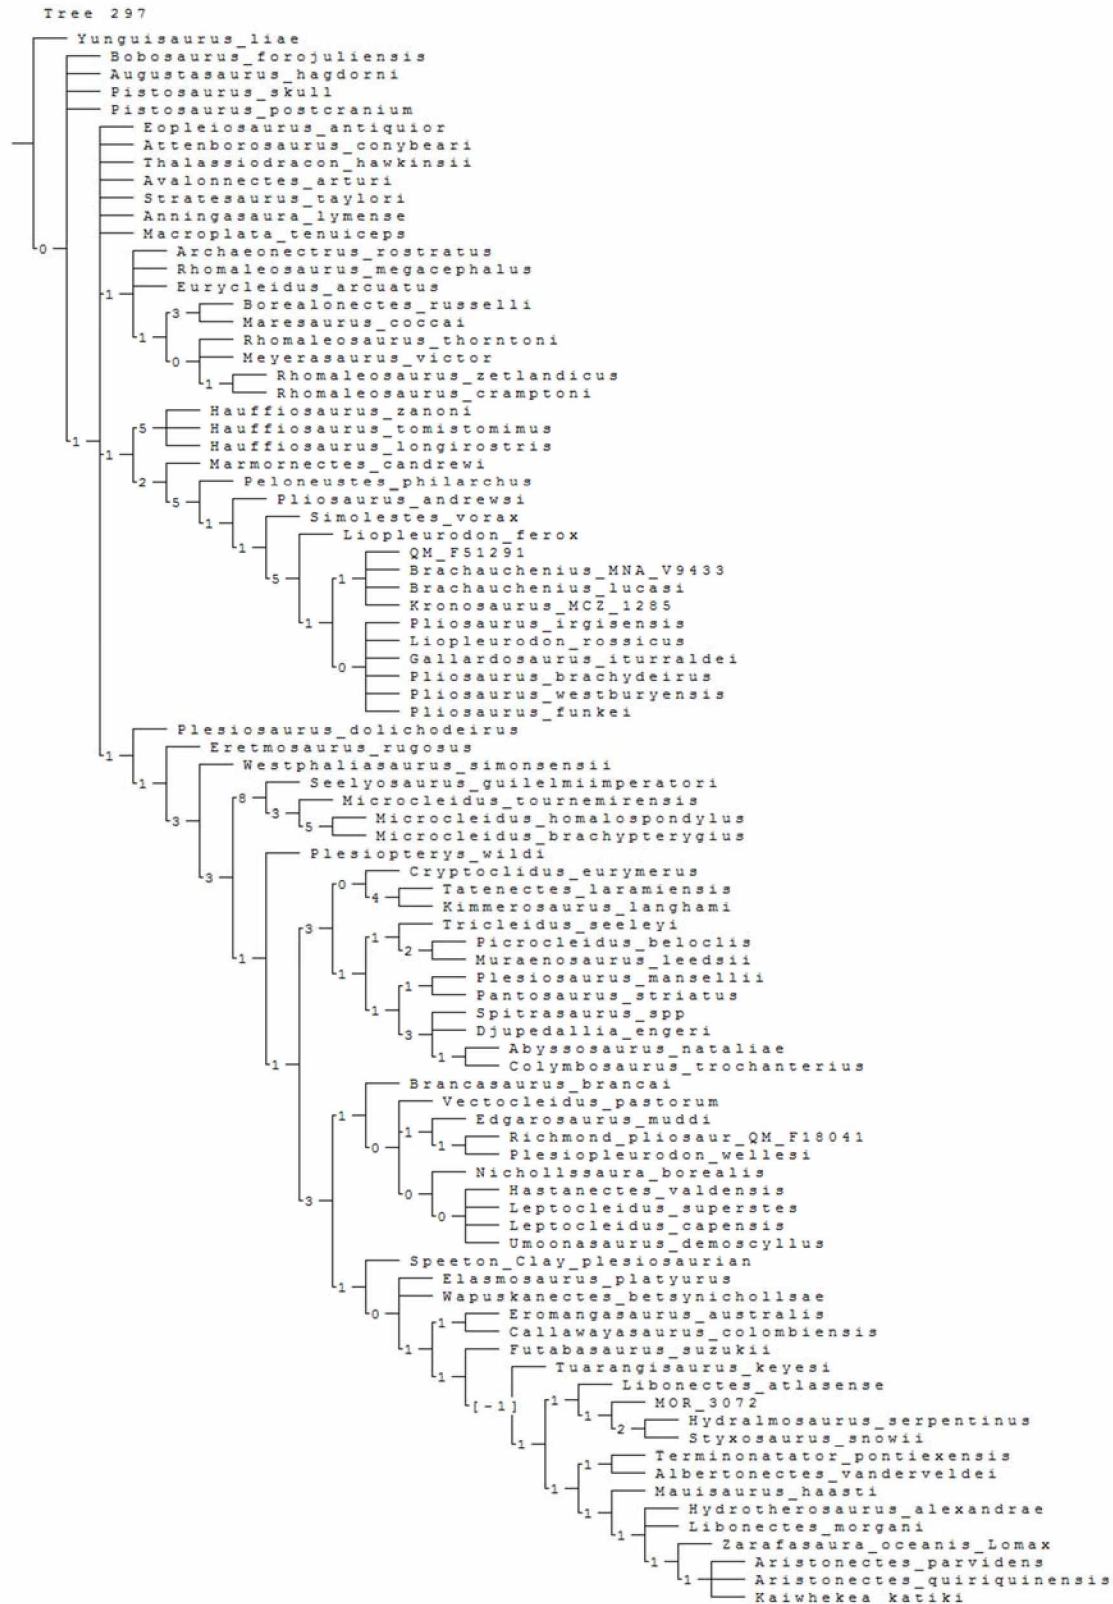 Tree 297
Yunguisaurus_liae
Bobosaurus_forojuliensis
Augustasaurus_hagdorni
Pistosaurus_skull
Pistosaurus_postcranium
Eopleiosaurus_antiquior
Attenborosaurus_conybeari
Thalassiodracon_hawkinsii
Avalonnectes_arturi
Stratesaurus_taylori
Anningasaura_lymense
Macroplata_tenuiceps
0
Archaeonectrus_rostratus
Rhomaleosaurus_megacephalus
Eurycleidus_arcuatus
1
Borealonectes_russelli
3
Maresaurus_coccai
1
Rhomaleosaurus_thorntoni
Meyerasaurus_victor
0
Rhomaleosaurus_zetlandicus
1
Rhomaleosaurus_cramptoni
Hauffiosaurus_zanoni
5
Hauffiosaurus_tomistomimus
1
Hauffiosaurus_longirostris
1
Marmornectes_candrewi
2
Peloneustes_philarchus
5
Pliosaurus_andrewsi
Simolestes_vorax
1
Liopleurodon_ferox
1
QM_F51291
Brachauchenius_MNA_V9433
5
1
Brachauchenius_lucasi
Kronosaurus_MCZ_1285
1
Pliosaurus_irgisensis
Liopleurodon_rossicus
Gallardosaurus_iturraldei
0
Pliosaurus_brachydeirus
Pliosaurus_westburyensis
Pliosaurus_funkei
Plesiosaurus_dolichodeirus
Eretmosaurus_rugosus
1
Westphaliasaurus_simonsensii
1
Seelyosaurus_guilelmiimperatori
8
Microcleidus_tournemirensis
3
3
Microcleidus_homalospondylus
5
Microcleidus_brachypterygius
Plesiopterys_wildi
Cryptoclidus_eurymerus
3
0
Tatenectes_laramiensis
4
Kimmerosaurus_langhami
Tricleidus_seeleyi
3
1
Picrocleidus_beloclis
2
Muraenosaurus_leedsii
1
1
Plesiosaurus_mansellii
1
Pantosaurus_striatus
1
Spitrasaurus_spp
Djupedallia_engeri
3
Abyssosaurus_nataliae
1
Colymbosaurus_trochanterius
1
Brancasaurus_brancai
Vectocleidus_pastorum
1
Edgarosaurus_muddi
1
Richmond_pliosaur_QM_F18041
0
1
Plesiopleurodon_wellesi
Nichollssaura_borealis
0
Hastanectes_valdensis
3
Leptocleidus_superstes
0
Leptocleidus_capensis
Umoonasaurus_demoscyllus
Speeton_Clay_plesiosaurian
Elasmosaurus_platyurus
1
Wapuskanectes_betsynichollsae
0
Eromangasaurus_australis
1
Callawayasaurus_colombiensis
1
Futabasaurus_suzukii
Tuarangisaurus_keyesi
1
Libonectes_atlasense
1
MOR_3072
[-1]
1
Hydralmosaurus_serpentinus
2
Styxosaurus_snowii
1
Terminonatator_pontiexensis
1
Albertonectes_vanderveldei
1
Mauisaurus_haasti
Hydrotherosaurus_alexandrae
1
Libonectes_morgani
1
Zarafasaura_oceanis_Lomax
1
Aristonectes_parvidens
1
Aristonectes_quiriquinensis
Kaiwhekea_katiki